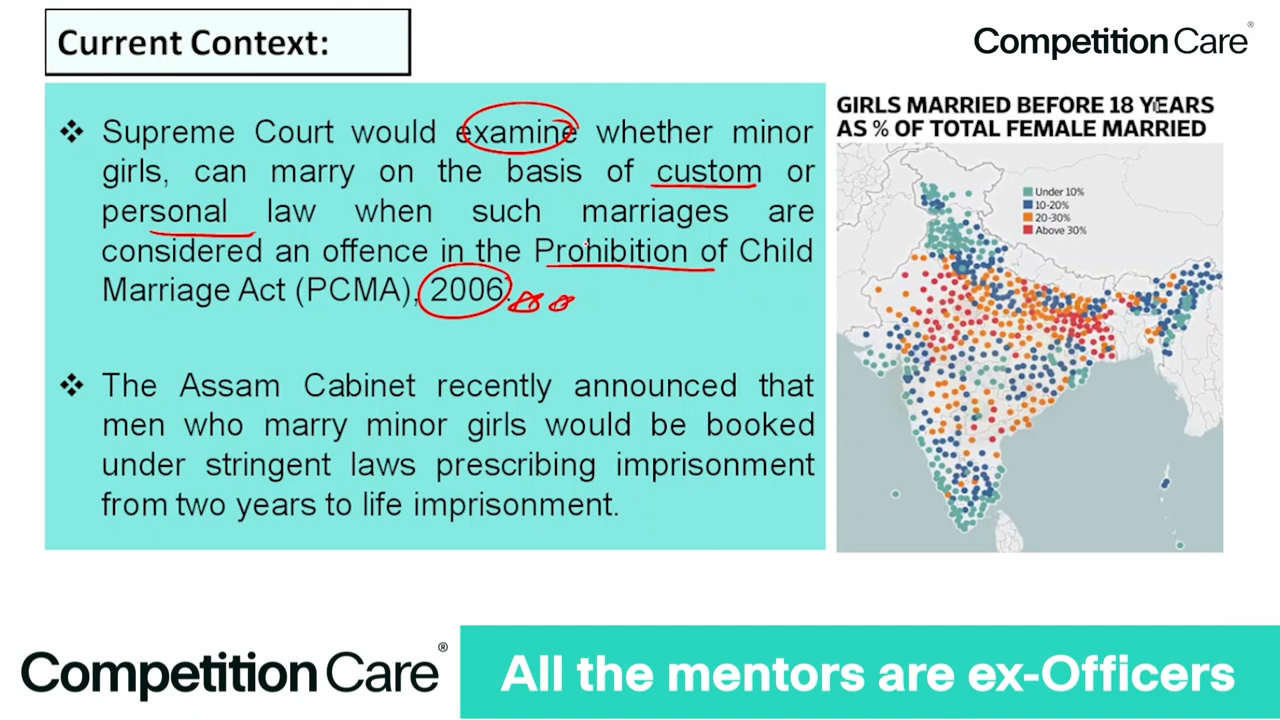 Current Context:
Competition Care®
❖ Supreme Court would examine whether minor
girls, can marry on the basis of custom or
personal law when such marriages are
considered an offence in the Prohibition of Child
Marriage Act (PCMA), 2006.
❖ The Assam Cabinet recently announced that
men who marry minor girls would be booked
under stringent laws prescribing imprisonment
from two years to life imprisonment.
GIRLS MARRIED BEFORE 18 YEARS
AS % OF TOTAL FEMALE MARRIED
Under 10%
10-20%
20-30%
Above 30%
Competition Care®
All the mentors are ex-Officers